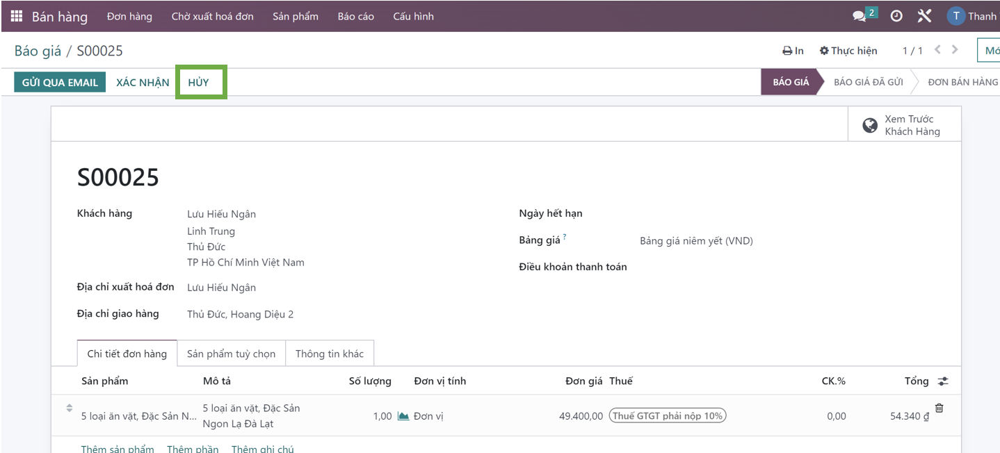 Bán hàng Đơn hàng Chờ xuất hoá đơn Sản phẩm Báo cáo Cấu hình 2 T Thanh
Báo giá / S00025 In Thực hiện 1 / 1 Mớ
GỬI QUA EMAIL XÁC NHẬN HỦY BÁO GIÁ BÁO GIÁ ĐÃ GỬI ĐƠN BÁN HÀNG
Xem Trước
Khách Hàng
S00025
Khách hàng Lưu Hiếu Ngân Ngày hết hạn
Linh Trung
Bảng giá ? Bảng giá niêm yết (VND)
Thủ Đức
TP Hồ Chí Minh Việt Nam Điều khoản thanh toán
Địa chỉ xuất hoá đơn Lưu Hiếu Ngân
Địa chỉ giao hàng Thủ Đức, Hoang Diệu 2
Chi tiết đơn hàng Sản phẩm tuỳ chọn Thông tin khác
Sản phẩm Mô tả Số lượng Đơn vị tính Đơn giá Thuế CK.% Tổng
5 loại ăn vặt, Đặc Sản N... 5 loại ăn vặt, Đặc Sản 1,00 Đơn vị 49.400,00 Thuế GTGT phải nộp 10% 0,00 54.340 ₫
Ngon Lạ Đà Lạt
Thêm sản phẩm Thêm phần Thêm ghi chú